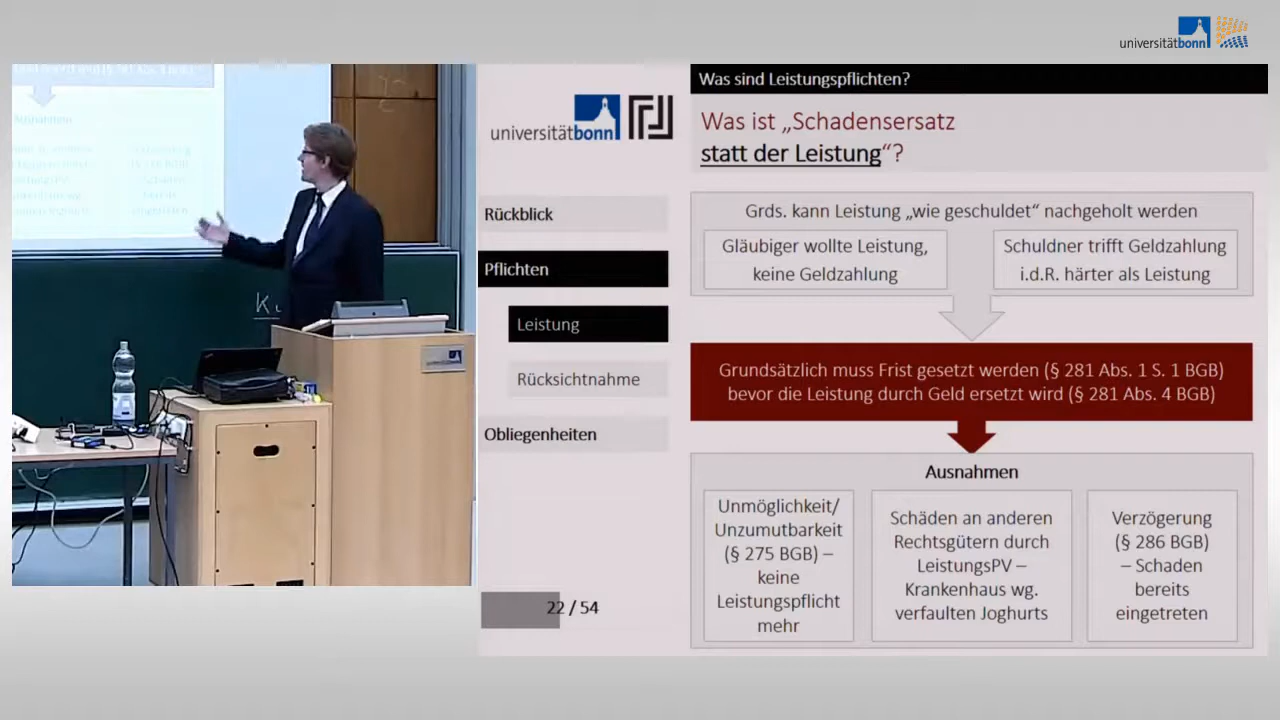 universitätbonn
Was sind Leistungspflichten?
universitätbonn
Was ist „Schadensersatz
statt der Leistung“?
Rückblick
Pflichten
Leistung
Rücksichtnahme
Obliegenheiten
22 / 54
Grds. kann Leistung „wie geschuldet“ nachgeholt werden
Gläubiger wollte Leistung,
keine Geldzahlung
Schuldner trifft Geldzahlung
i.d.R. härter als Leistung
Grundsätzlich muss Frist gesetzt werden (§ 281 Abs. 1 S. 1 BGB)
bevor die Leistung durch Geld ersetzt wird (§ 281 Abs. 4 BGB)
Ausnahmen
Unmöglichkeit/
Unzumutbarkeit
(§ 275 BGB) –
keine
Leistungspflicht
mehr
Schäden an anderen
Rechtsgütern durch
LeistungsPV –
Krankenhaus wg.
verfaulten Joghurts
Verzögerung
(§ 286 BGB)
– Schaden
bereits
eingetreten